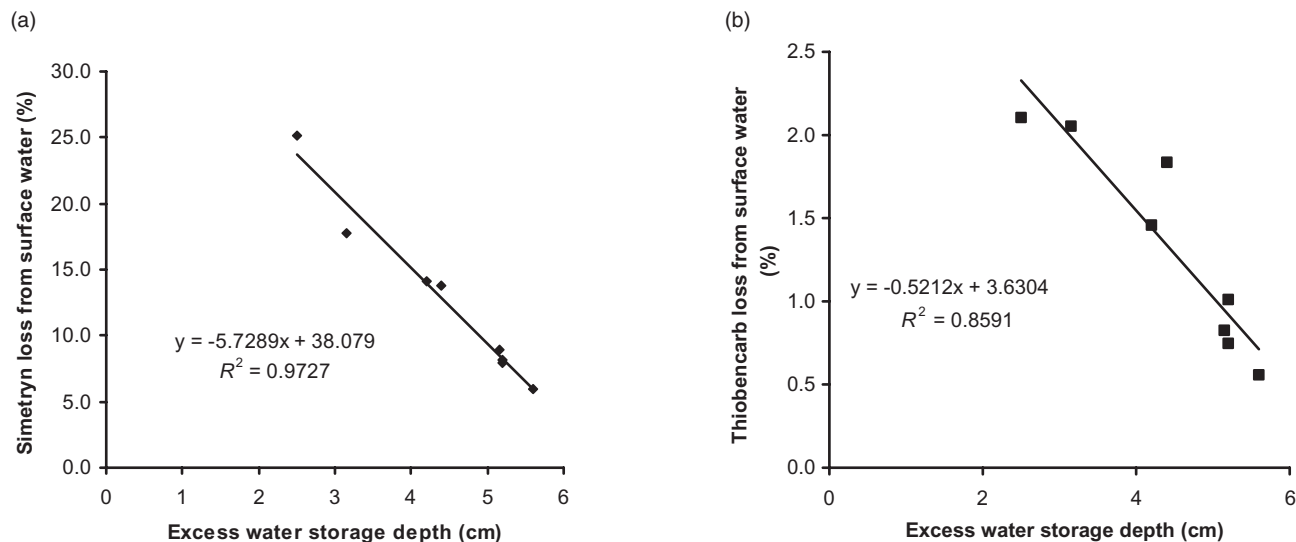 (a)
Simetryn loss from surface water (%)
30.0
25.0
20.0
15.0
10.0
5.0
0.0
y = -5.7289x + 38.079
R² = 0.9727
0 1 2 3 4 5 6
Excess water storage depth (cm)
(b)
Thiobencarb loss from surface water
(%)
2.5
2.0
1.5
1.0
0.5
0.0
y = -0.5212x + 3.6304
R² = 0.8591
0 2 4 6
Excess water storage depth (cm)